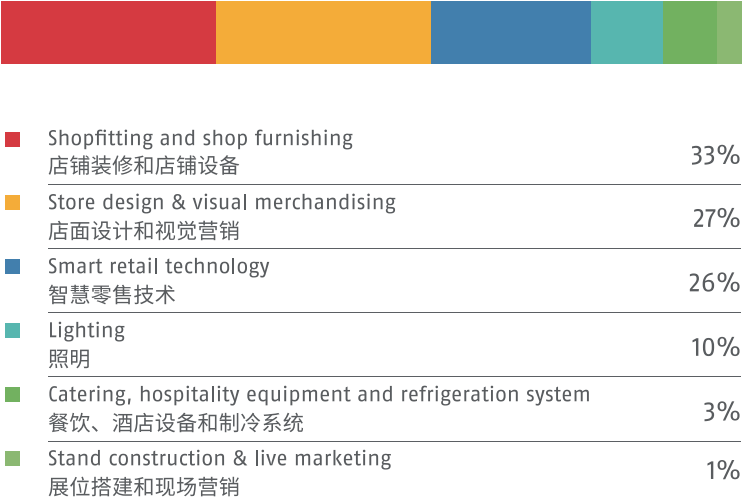 Shopfitting and shop furnishing
店铺装修和店铺设备
33%
Store design & visual merchandising
店面设计和视觉营销
27%
Smart retail technology
智慧零售技术
26%
Lighting
照明
10%
Catering, hospitality equipment and refrigeration system
餐饮、酒店设备和制冷系统
3%
Stand construction & live marketing
展位搭建和现场营销
1%